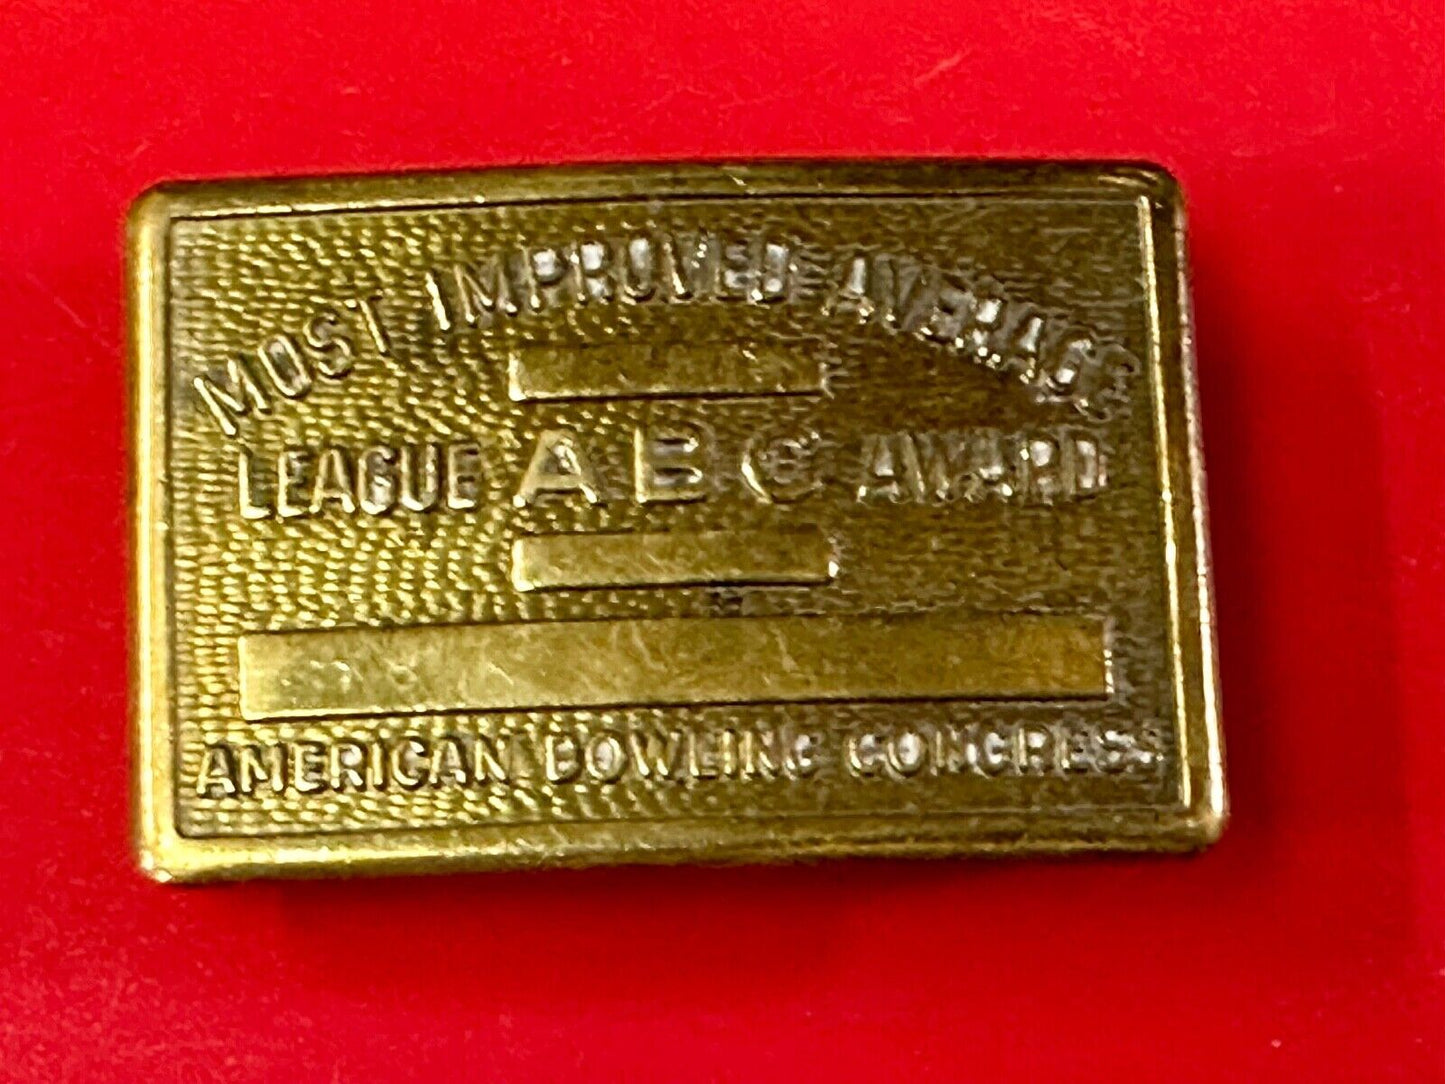 MOST IMPROVED AVERAGE
LEAGUE ABC AWARD
AMERICAN BOWLING CONGRESS